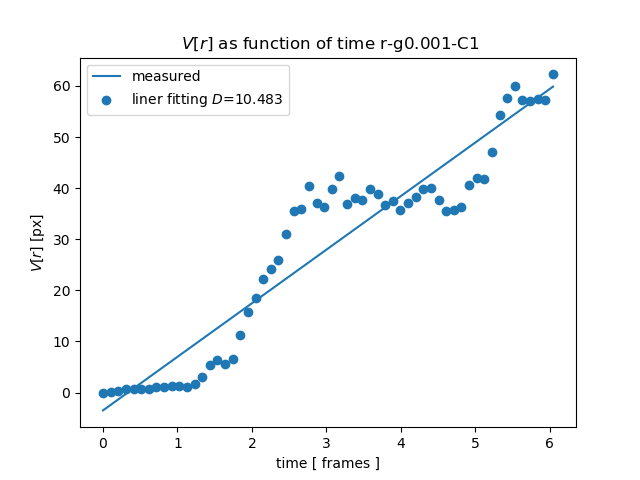 V[r] as function of time r-g0.001-C1
measured
liner fitting D=10.483
60
50
40
30
20
10
0
V[r] [px]
0 1 2 3 4 5 6
time [ frames ]